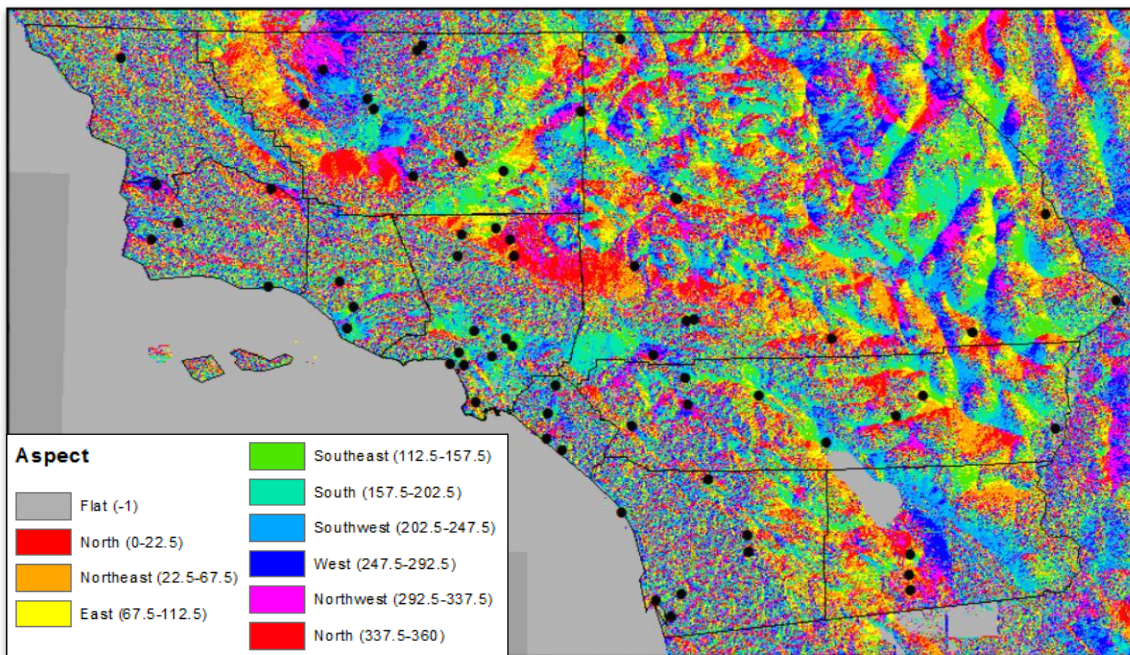 Aspect
Flat (-1)
North (0-22.5)
Northeast (22.5-67.5)
East (67.5-112.5)
Southeast (112.5-157.5)
South (157.5-202.5)
Southwest (202.5-247.5)
West (247.5-292.5)
Northwest (292.5-337.5)
North (337.5-360)